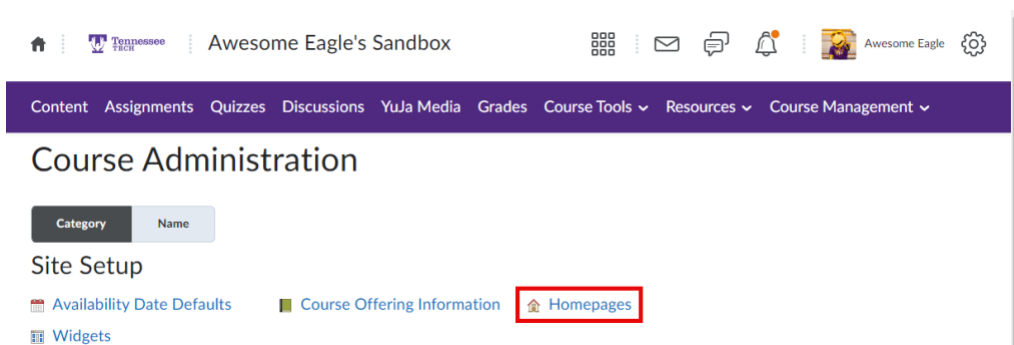 Tennessee TECH Awesome Eagle's Sandbox Awesome Eagle
Content Assignments Quizzes Discussions YuJa Media Grades Course Tools Resources Course Management
Course Administration
Category Name
Site Setup
Availability Date Defaults Course Offering Information Homepages
Widgets